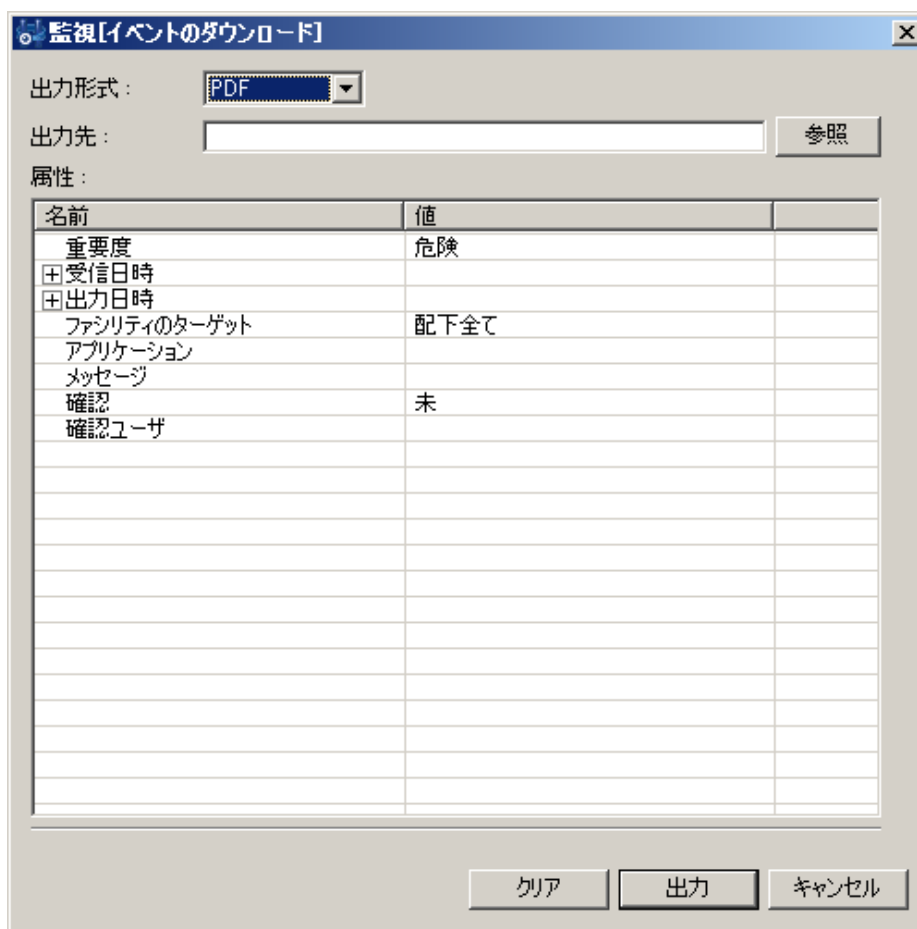 監視[イベントのダウンロード]
出力形式： PDF
出力先： 参照
属性：
名前 値
重要度 危険
受信日時
出力日時
ファシリティのターゲット 配下全て
アプリケーション
メッセージ
確認 未
確認ユーザ
クリア 出力 キャンセル